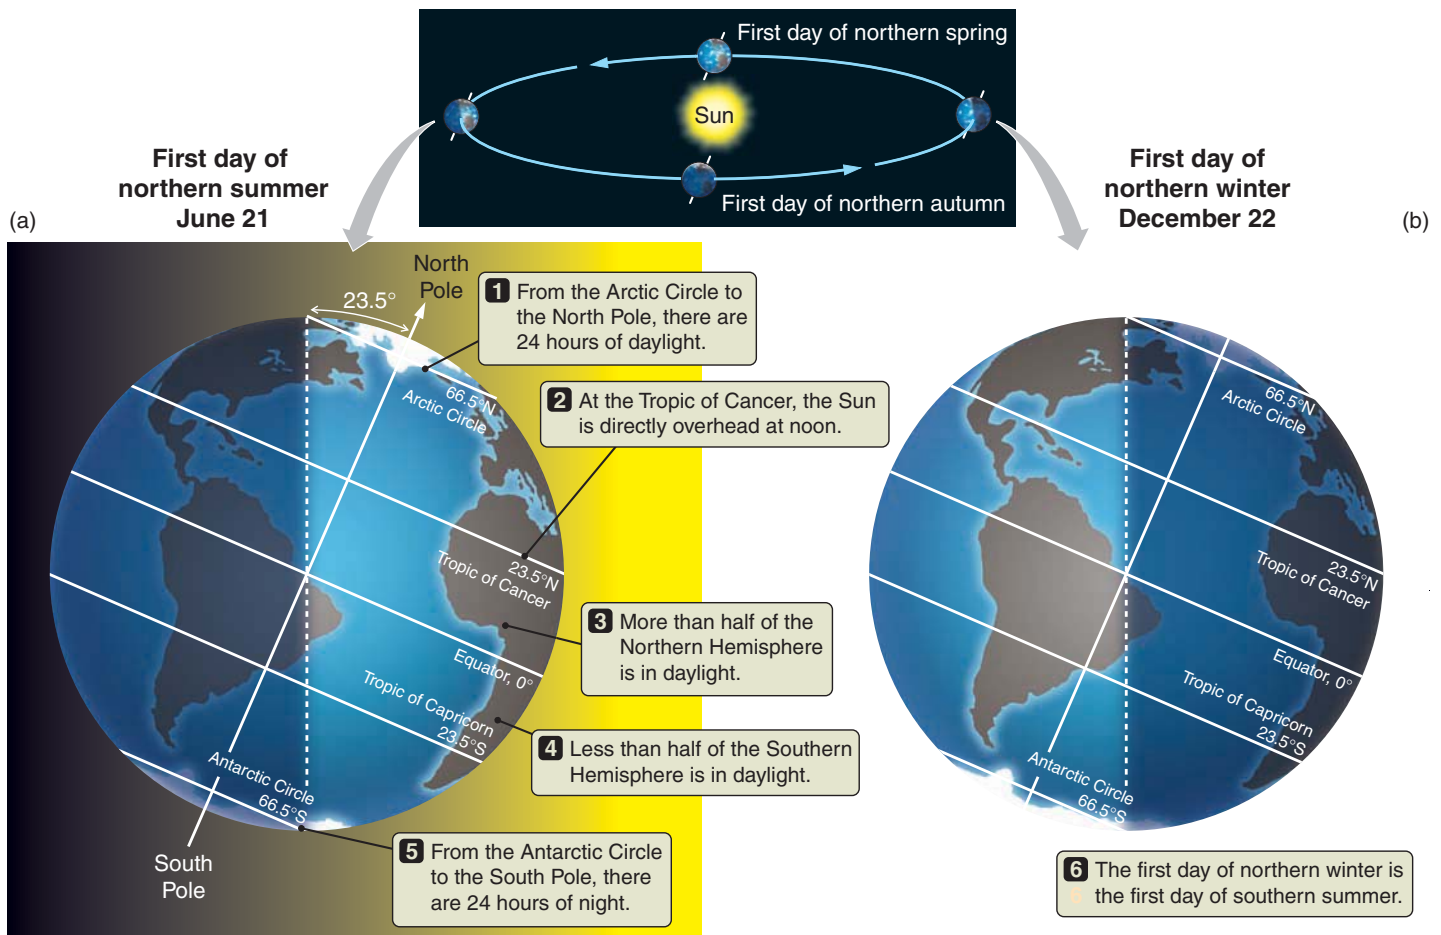 First day of northern spring
Sun
First day of northern autumn
First day of
northern summer
June 21
First day of
northern winter
December 22
(a)
(b)
North
Pole
23.5°
1 From the Arctic Circle to
the North Pole, there are
24 hours of daylight.
66.5°N
Arctic Circle
2 At the Tropic of Cancer, the Sun
is directly overhead at noon.
23.5°N
Tropic of Cancer
3 More than half of the
Northern Hemisphere
is in daylight.
Equator, 0°
Tropic of Capricorn
23.5°S
4 Less than half of the Southern
Hemisphere is in daylight.
Antarctic Circle
66.5°S
5 From the Antarctic Circle
to the South Pole, there
are 24 hours of night.
South
Pole
66.5°N
Arctic Circle
23.5°N
Tropic of Cancer
Equator, 0°
Tropic of Capricorn
23.5°S
Antarctic Circle
66.5°S
6 The first day of northern winter is
6 the first day of southern summer.